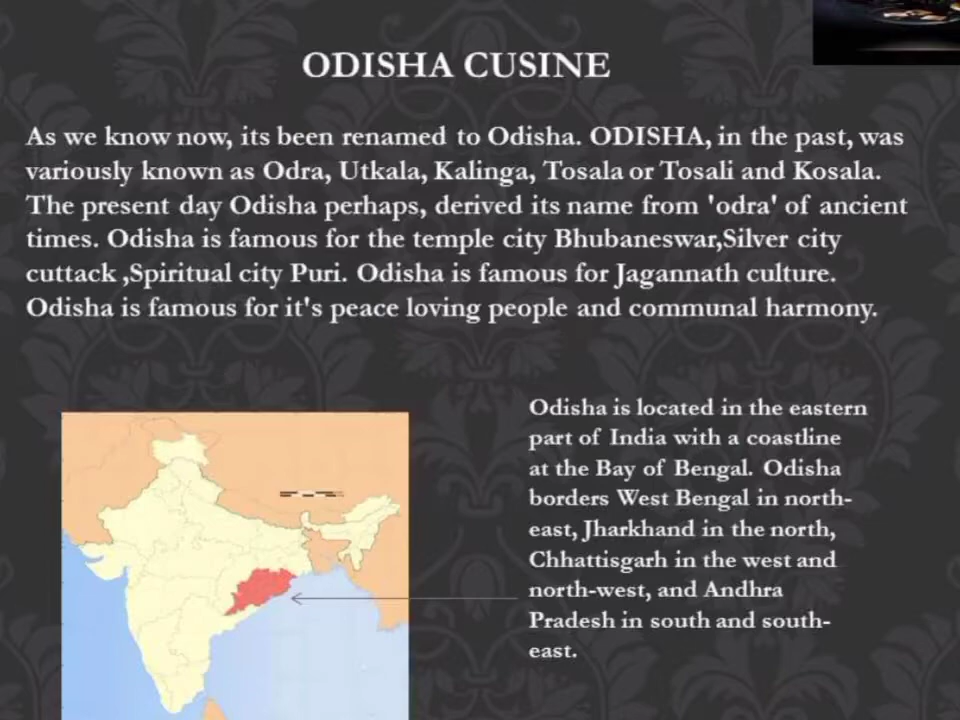 ODISHA CUSINE
As we know now, its been renamed to Odisha. ODISHA, in the past, was
variously known as Odra, Utkala, Kalinga, Tosala or Tosali and Kosala.
The present day Odisha perhaps, derived its name from 'odra' of ancient
times. Odisha is famous for the temple city Bhubaneswar,Silver city
cuttack ,Spiritual city Puri. Odisha is famous for Jagannath culture.
Odisha is famous for it's peace loving people and communal harmony.
Odisha is located in the eastern
part of India with a coastline
at the Bay of Bengal. Odisha
borders West Bengal in north-
east, Jharkhand in the north,
Chhattisgarh in the west and
north-west, and Andhra
Pradesh in south and south-
east.